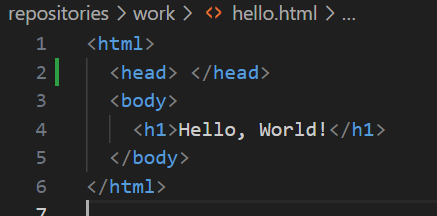 repositories > work > <> hello.html > ...
1 <html>
2   <head> </head>
3   <body>
4     <h1>Hello, World!</h1>
5   </body>
6 </html>
7